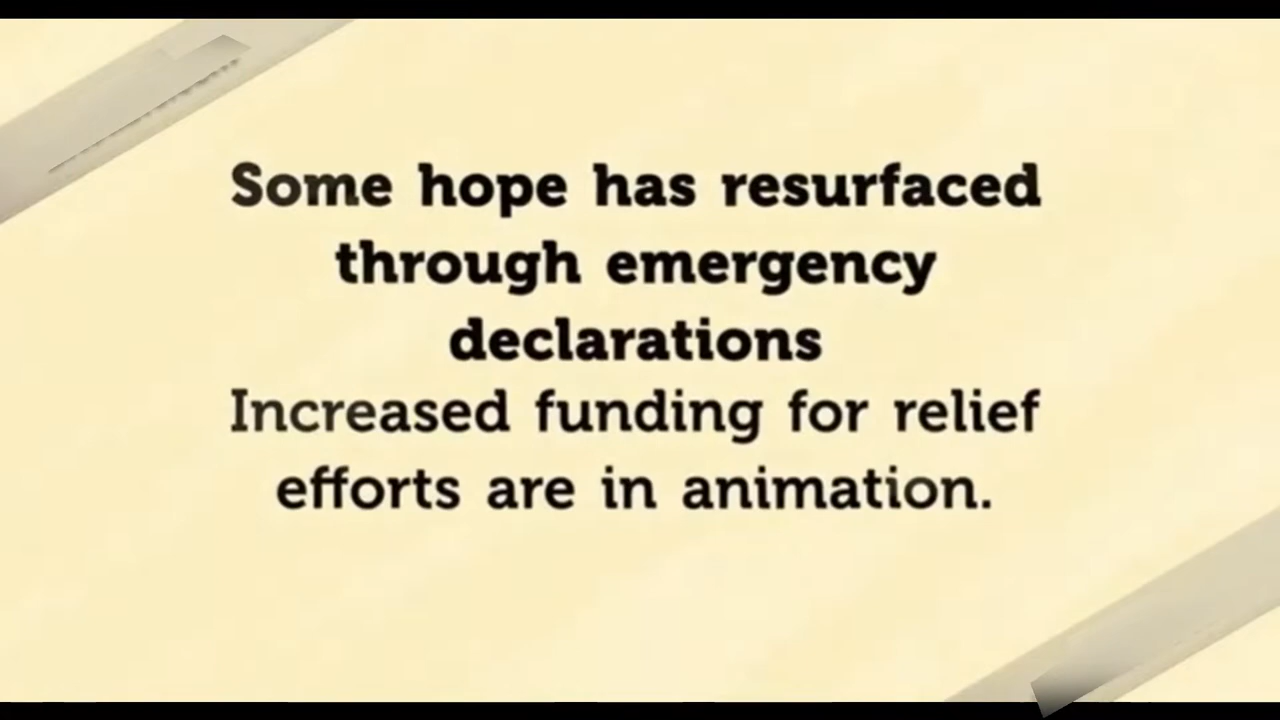 Some hope has resurfaced
through emergency
declarations
Increased funding for relief
efforts are in animation.